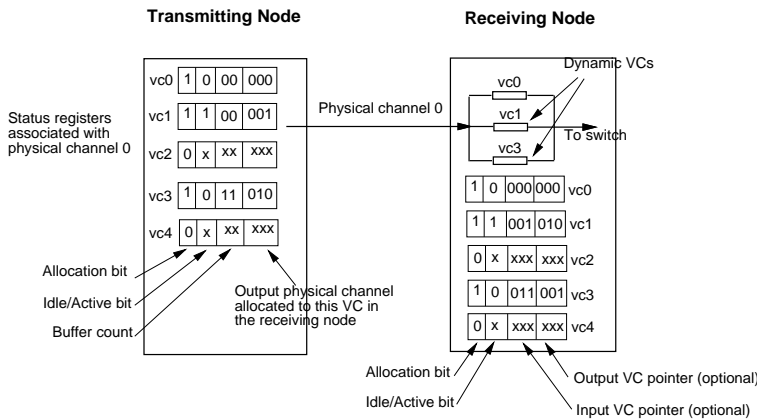 Transmitting Node
Receiving Node
Status registers
associated with
physical channel 0
vc0 1 0 00 000
vc1 1 1 00 001
vc2 0 x xx xxx
vc3 1 0 11 010
vc4 0 x xx xxx
Allocation bit
Idle/Active bit
Buffer count
Output physical channel
allocated to this VC in
the receiving node
Physical channel 0
Dynamic VCs
vc0
vc1
vc3
To switch
1 0 000 000 vc0
1 1 001 010 vc1
0 x xxx xxx vc2
1 0 011 001 vc3
0 x xxx xxx vc4
Allocation bit
Idle/Active bit
Output VC pointer (optional)
Input VC pointer (optional)